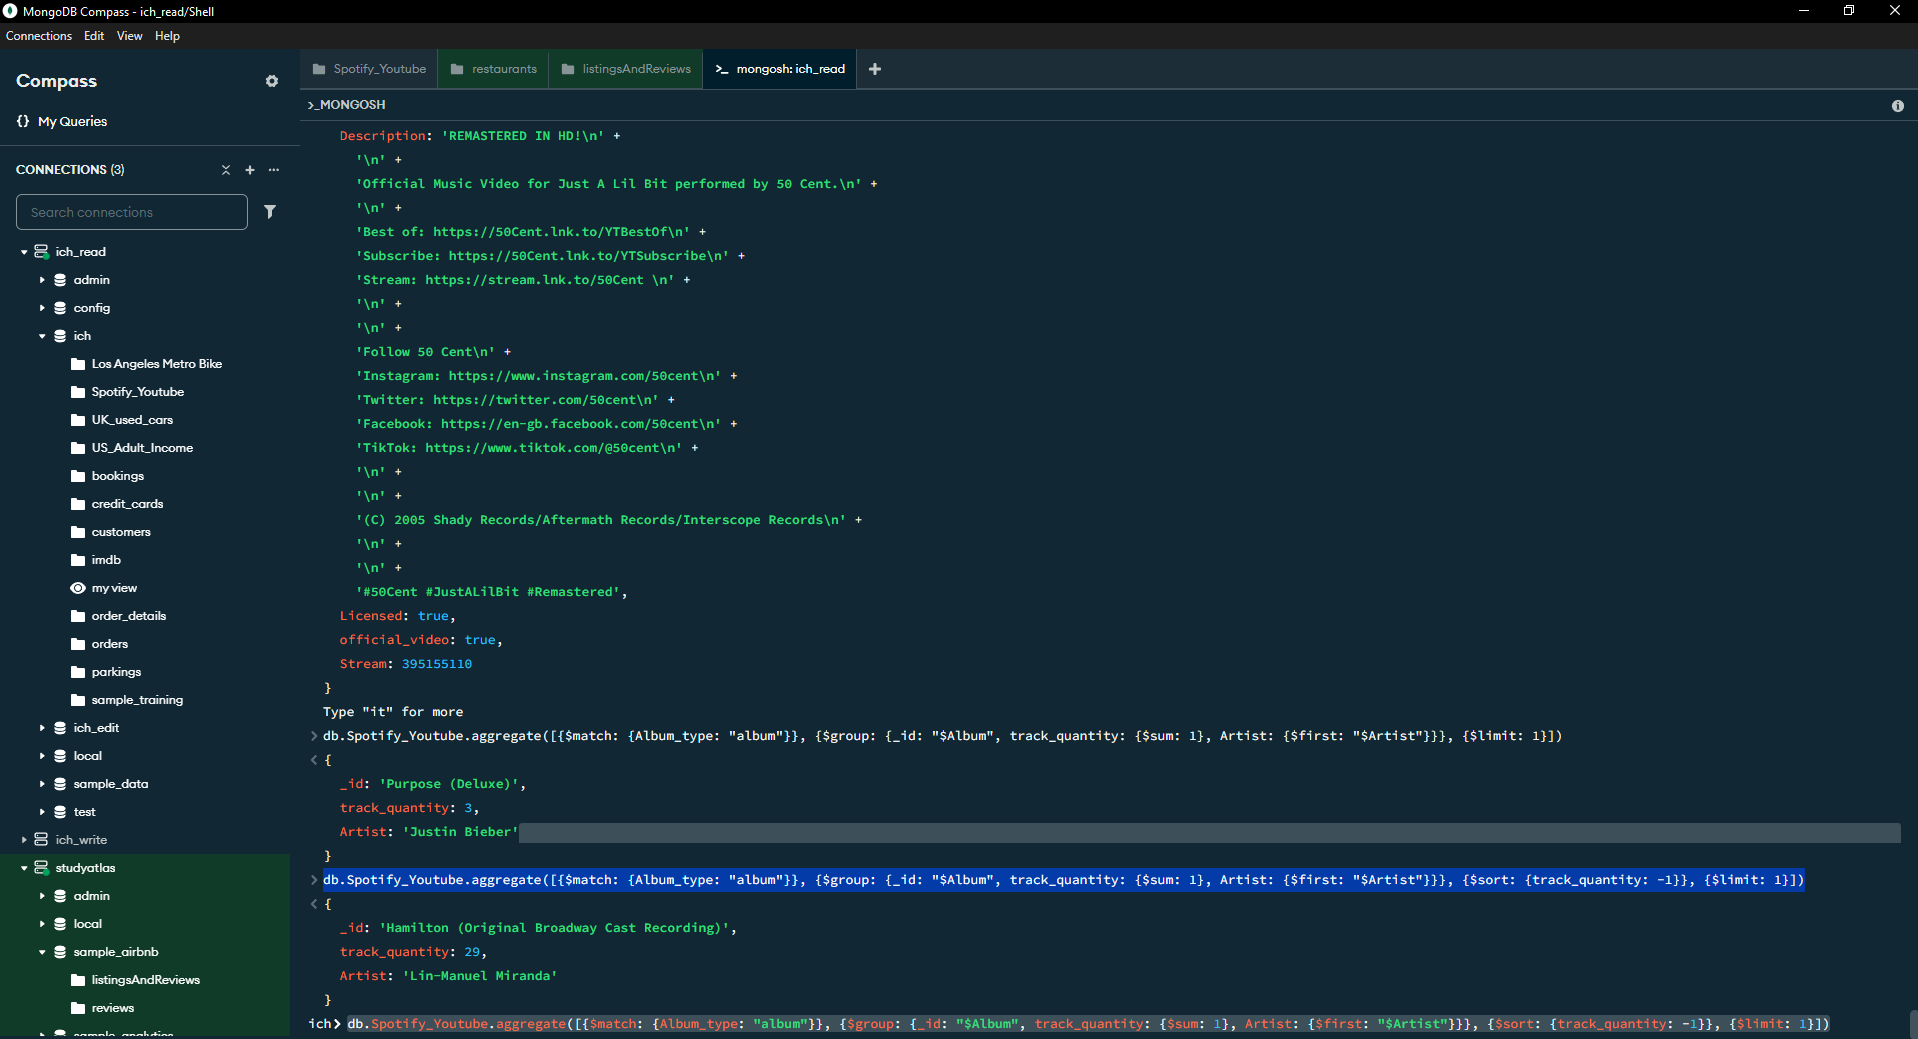 MongoDB Compass - ich_read/Shell
Connections Edit View Help
Compass
{} My Queries
CONNECTIONS (3)
Search connections
ich_read
admin
config
ich
Los Angeles Metro Bike
Spotify_Youtube
UK_used_cars
US_Adult_Income
bookings
credit_cards
customers
imdb
my view
order_details
orders
parkings
sample_training
ich_edit
local
sample_data
test
ich_write
studyatlas
admin
local
sample_airbnb
listingsAndReviews
reviews
sample_analytics
Spotify_Youtube restaurants listingsAndReviews >_ mongosh: ich_read +
>_MONGOSH
Description: 'REMASTERED IN HD!\n' +
'\n' +
'Official Music Video for Just A Lil Bit performed by 50 Cent.\n' +
'\n' +
'Best of: https://50Cent.lnk.to/YTBestOf\n' +
'Subscribe: https://50Cent.lnk.to/YTSubscribe\n' +
'Stream: https://stream.lnk.to/50Cent \n' +
'\n' +
'\n' +
'Follow 50 Cent\n' +
'Instagram: https://www.instagram.com/50cent\n' +
'Twitter: https://twitter.com/50cent\n' +
'Facebook: https://en-gb.facebook.com/50cent\n' +
'TikTok: https://www.tiktok.com/@50cent\n' +
'\n' +
'\n' +
'(C) 2005 Shady Records/Aftermath Records/Interscope Records\n' +
'\n' +
'\n' +
'#50Cent #JustALilBit #Remastered',
Licensed: true,
official_video: true,
Stream: 395155110
}
Type "it" for more
> db.Spotify_Youtube.aggregate([{$match: {Album_type: "album"}}, {$group: {_id: "$Album", track_quantity: {$sum: 1}, Artist: {$first: "$Artist"}}}, {$limit: 1}])
< {
_id: 'Purpose (Deluxe)',
track_quantity: 3,
Artist: 'Justin Bieber'
}
> db.Spotify_Youtube.aggregate([{$match: {Album_type: "album"}}, {$group: {_id: "$Album", track_quantity: {$sum: 1}, Artist: {$first: "$Artist"}}}, {$sort: {track_quantity: -1}}, {$limit: 1}])
< {
_id: 'Hamilton (Original Broadway Cast Recording)',
track_quantity: 29,
Artist: 'Lin-Manuel Miranda'
}
ich> db.Spotify_Youtube.aggregate([{$match: {Album_type: "album"}}, {$group: {_id: "$Album", track_quantity: {$sum: 1}, Artist: {$first: "$Artist"}}}, {$sort: {track_quantity: -1}}, {$limit: 1}])